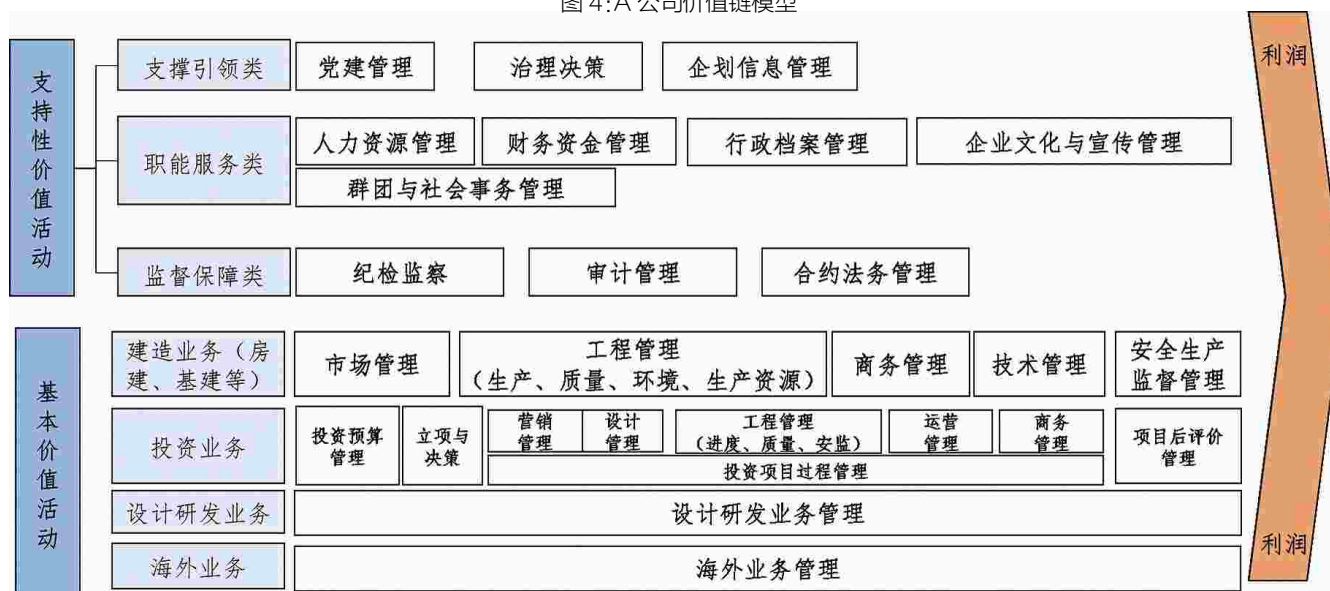 图 4:A 公司价值链模型
支持性价值活动
支撑引领类
党建管理
治理决策
企划信息管理
利润
职能服务类
人力资源管理
财务资金管理
行政档案管理
企业文化与宣传管理
群团与社会事务管理
监督保障类
纪检监察
审计管理
合约法务管理
基本价值活动
建造业务（房
建、基建等）
市场管理
工程管理
（生产、质量、环境、生产资源）
商务管理
技术管理
安全生产
监督管理
投资业务
投资预算
管理
立项与
决策
营销
管理
设计
管理
工程管理
（进度、质量、安监）
运营
管理
商务
管理
投资项目过程管理
项目后评价
管理
设计研发业务
设计研发业务管理
海外业务
海外业务管理
利润